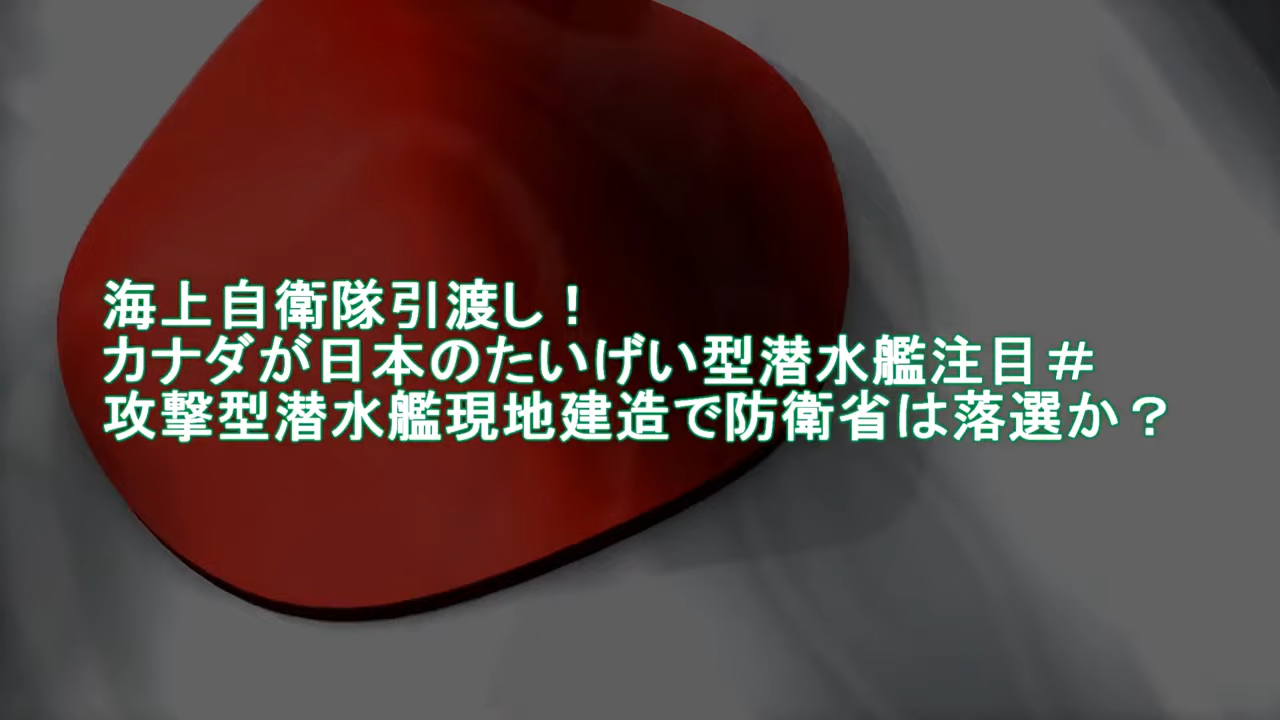 海上自衛隊引渡し！
カナダが日本のたいげい型潜水艦注目＃
攻撃型潜水艦現地建造で防衛省は落選か？